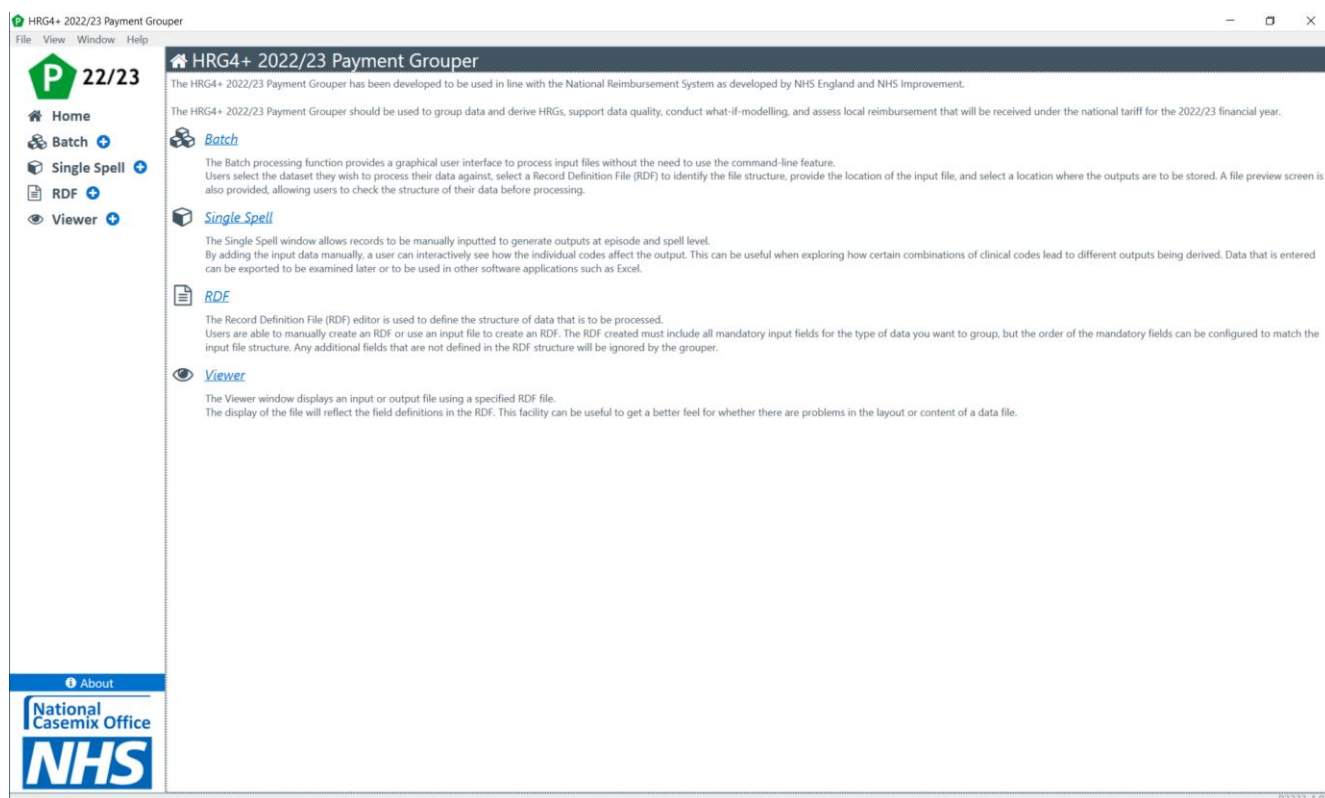 HRG4+ 2022/23 Payment Grouper
File View Window Help
P 22/23
Home
Batch
Single Spell
RDF
Viewer
HRG4+ 2022/23 Payment Grouper
The HRG4+ 2022/23 Payment Grouper has been developed to be used in line with the National Reimbursement System as developed by NHS England and NHS Improvement.
The HRG4+ 2022/23 Payment Grouper should be used to group data and derive HRGs, support data quality, conduct what-if-modelling, and assess local reimbursement that will be received under the national tariff for the 2022/23 financial year.
Batch
The Batch processing function provides a graphical user interface to process input files without the need to use the command-line feature.
Users select the dataset they wish to process their data against, select a Record Definition File (RDF) to identify the file structure, provide the location of the input file, and select a location where the outputs are to be stored. A file preview screen is
also provided, allowing users to check the structure of their data before processing.
Single Spell
The Single Spell window allows records to be manually inputted to generate outputs at episode and spell level.
By adding the input data manually, a user can interactively see how the individual codes affect the output. This can be useful when exploring how certain combinations of clinical codes lead to different outputs being derived. Data that is entered
can be exported to be examined later or to be used in other software applications such as Excel.
RDF
The Record Definition File (RDF) editor is used to define the structure of data that is to be processed.
Users are able to manually create an RDF or use an input file to create an RDF. The RDF created must include all mandatory input fields for the type of data you want to group, but the order of the mandatory fields can be configured to match the
input file structure. Any additional fields that are not defined in the RDF structure will be ignored by the grouper.
Viewer
The Viewer window displays an input or output file using a specified RDF file.
The display of the file will reflect the field definitions in the RDF. This facility can be useful to get a better feel for whether there are problems in the layout or content of a data file.
About
National
Casemix Office
NHS